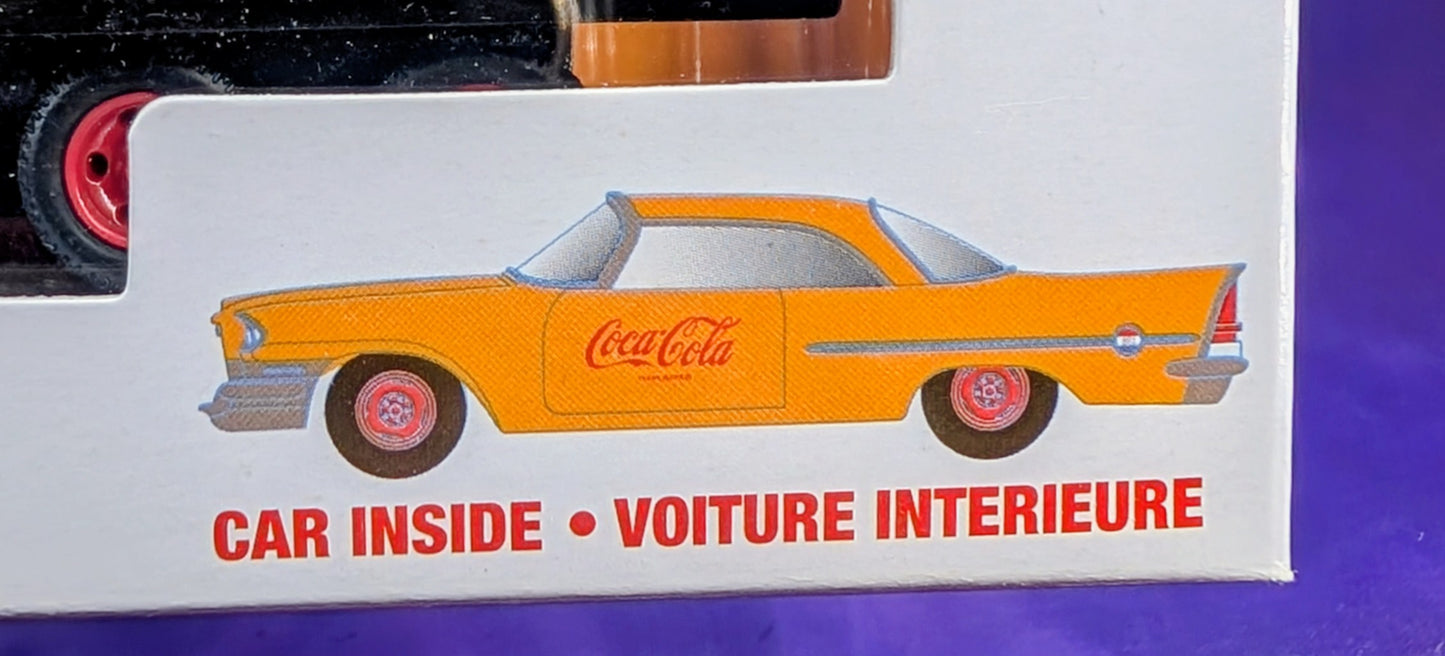 Coca-Cola
CAR INSIDE • VOITURE INTERIEURE